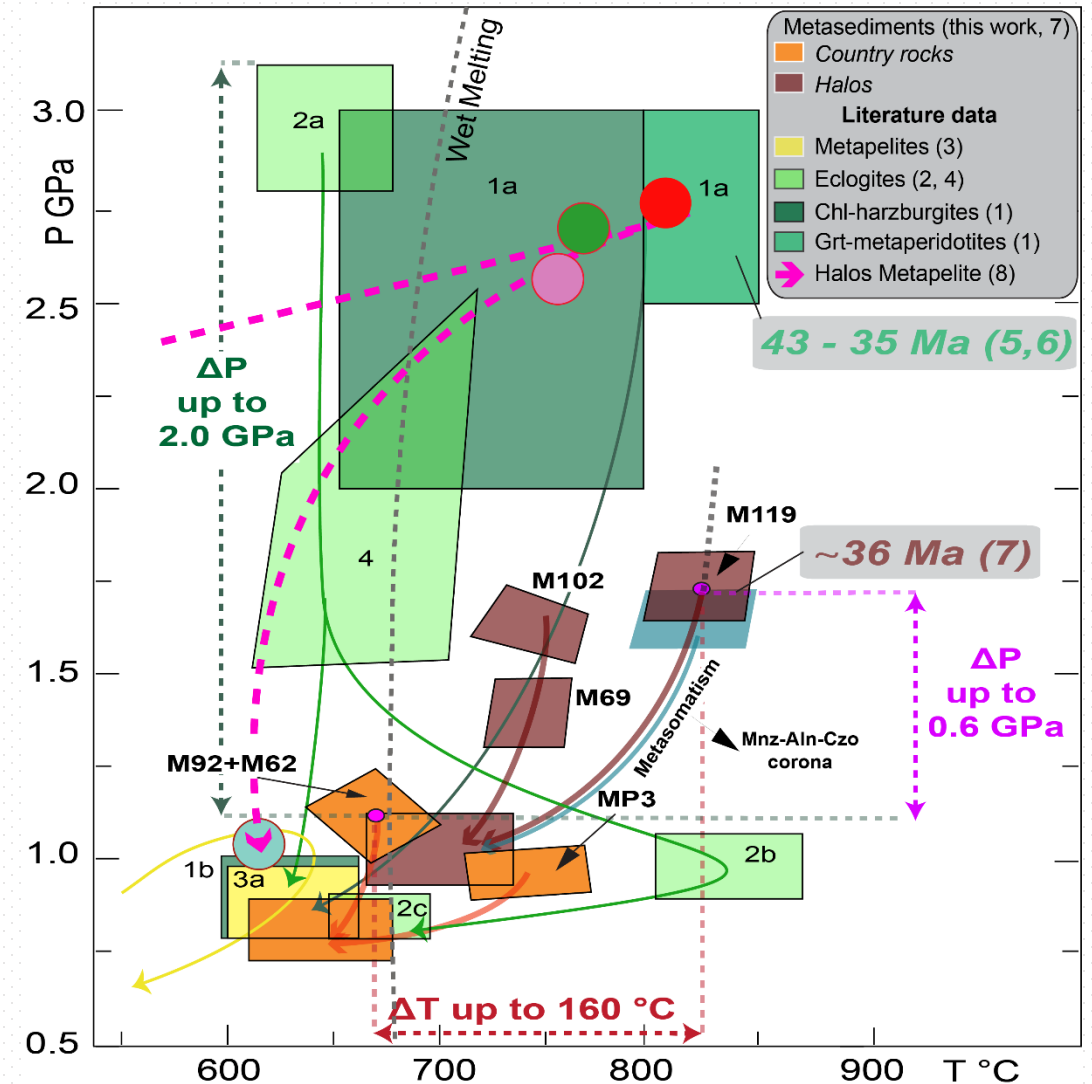 Metasediments (this work, 7)
Country rocks
Halos
Literature data
Metapelites (3)
Eclogites (2, 4)
Chl-harzburgites (1)
Grt-metaperidotites (1)
Halos Metapelite (8)
Wet Melting
2a
1a
1a
3.0
P GPa
2.5
43 - 35 Ma (5,6)
ΔP
up to
2.0 GPa
2.0
M119
~36 Ma (7)
4
M102
1.5
M69
ΔP
up to
0.6 GPa
Metasomatism
Mnz-Aln-Czo
corona
M92+M62
MP3
1.0
1b
3a
2b
2c
ΔT up to 160 °C
0.5
600
700
800
900
T °C